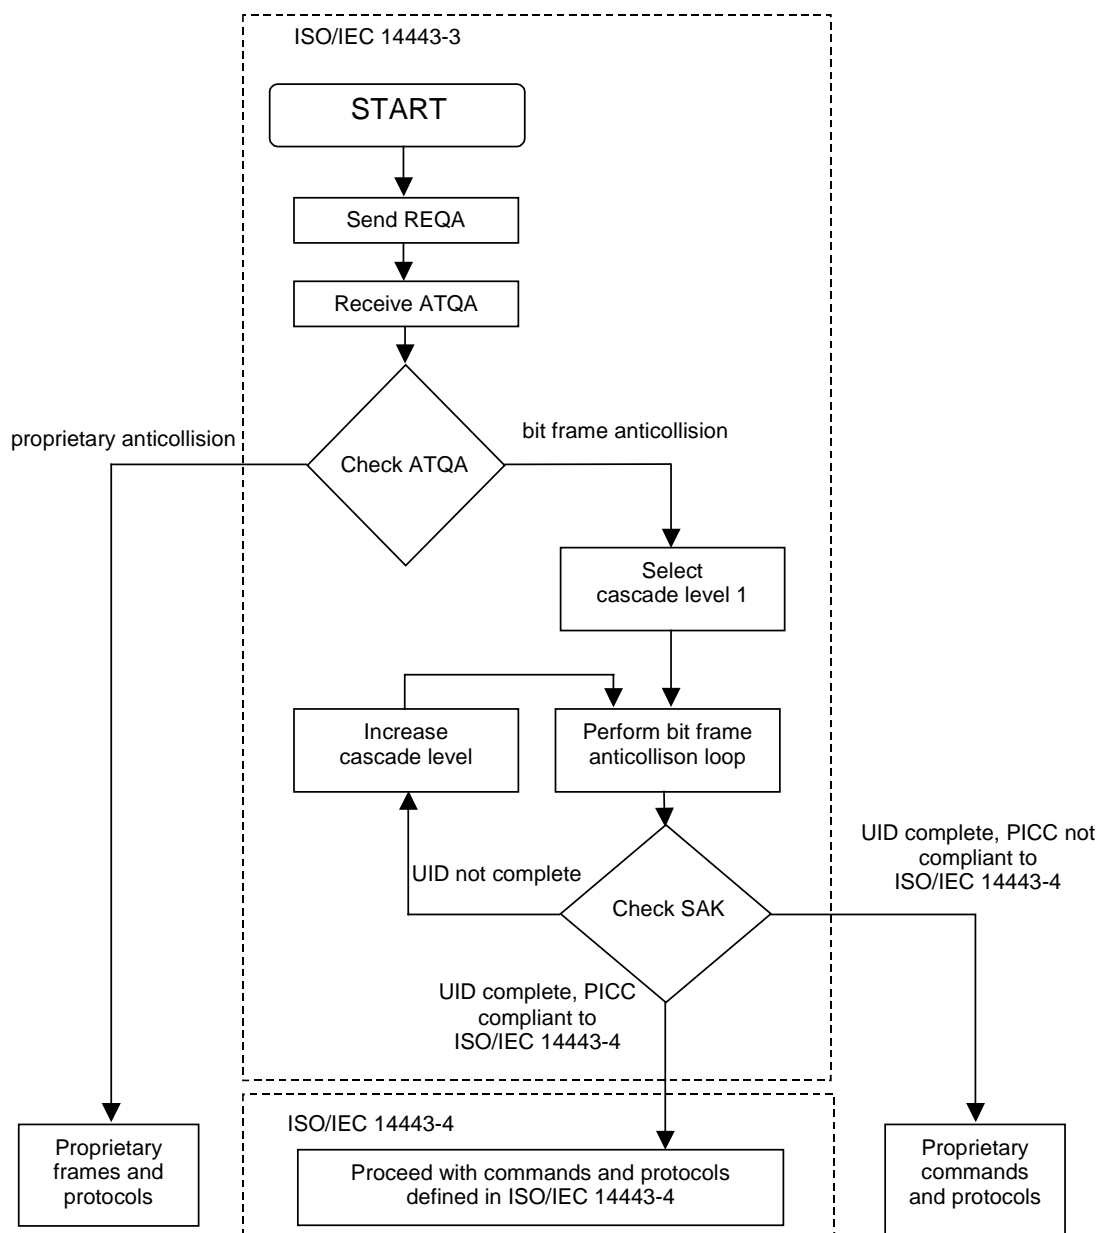 ISO/IEC 14443-3
START
Send REQA
Receive ATQA
proprietary anticollision
bit frame anticollision
Check ATQA
Select
cascade level 1
Increase
cascade level
Perform bit frame
anticollison loop
UID not complete
Check SAK
UID complete, PICC not
compliant to
ISO/IEC 14443-4
UID complete, PICC
compliant to
ISO/IEC 14443-4
ISO/IEC 14443-4
Proprietary
frames and
protocols
Proceed with commands and protocols
defined in ISO/IEC 14443-4
Proprietary
commands
and protocols